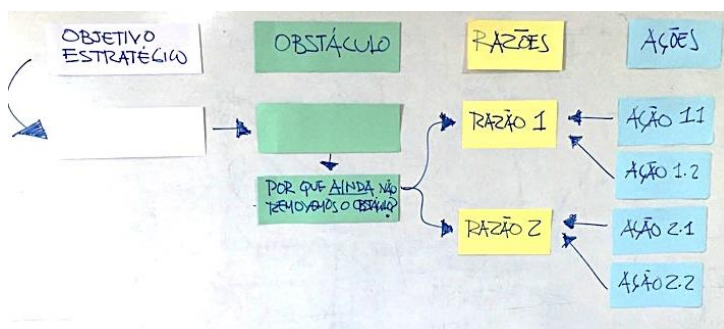 OBJETIVO
ESTRATÉGICO
OBSTÁCULO
RAZÕES
AÇÕES
RAZÃO 1
AÇÃO 1.1
AÇÃO 1.2
POR QUE AINDA NÃO
REMOVEMOS O OBSTÁCULO?
RAZÃO 2
AÇÃO 2.1
AÇÃO 2.2